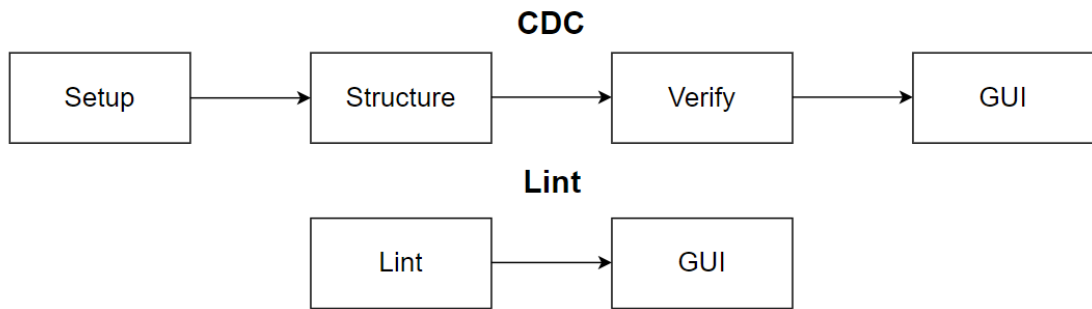 CDC
Setup
Structure
Verify
GUI
Lint
Lint
GUI